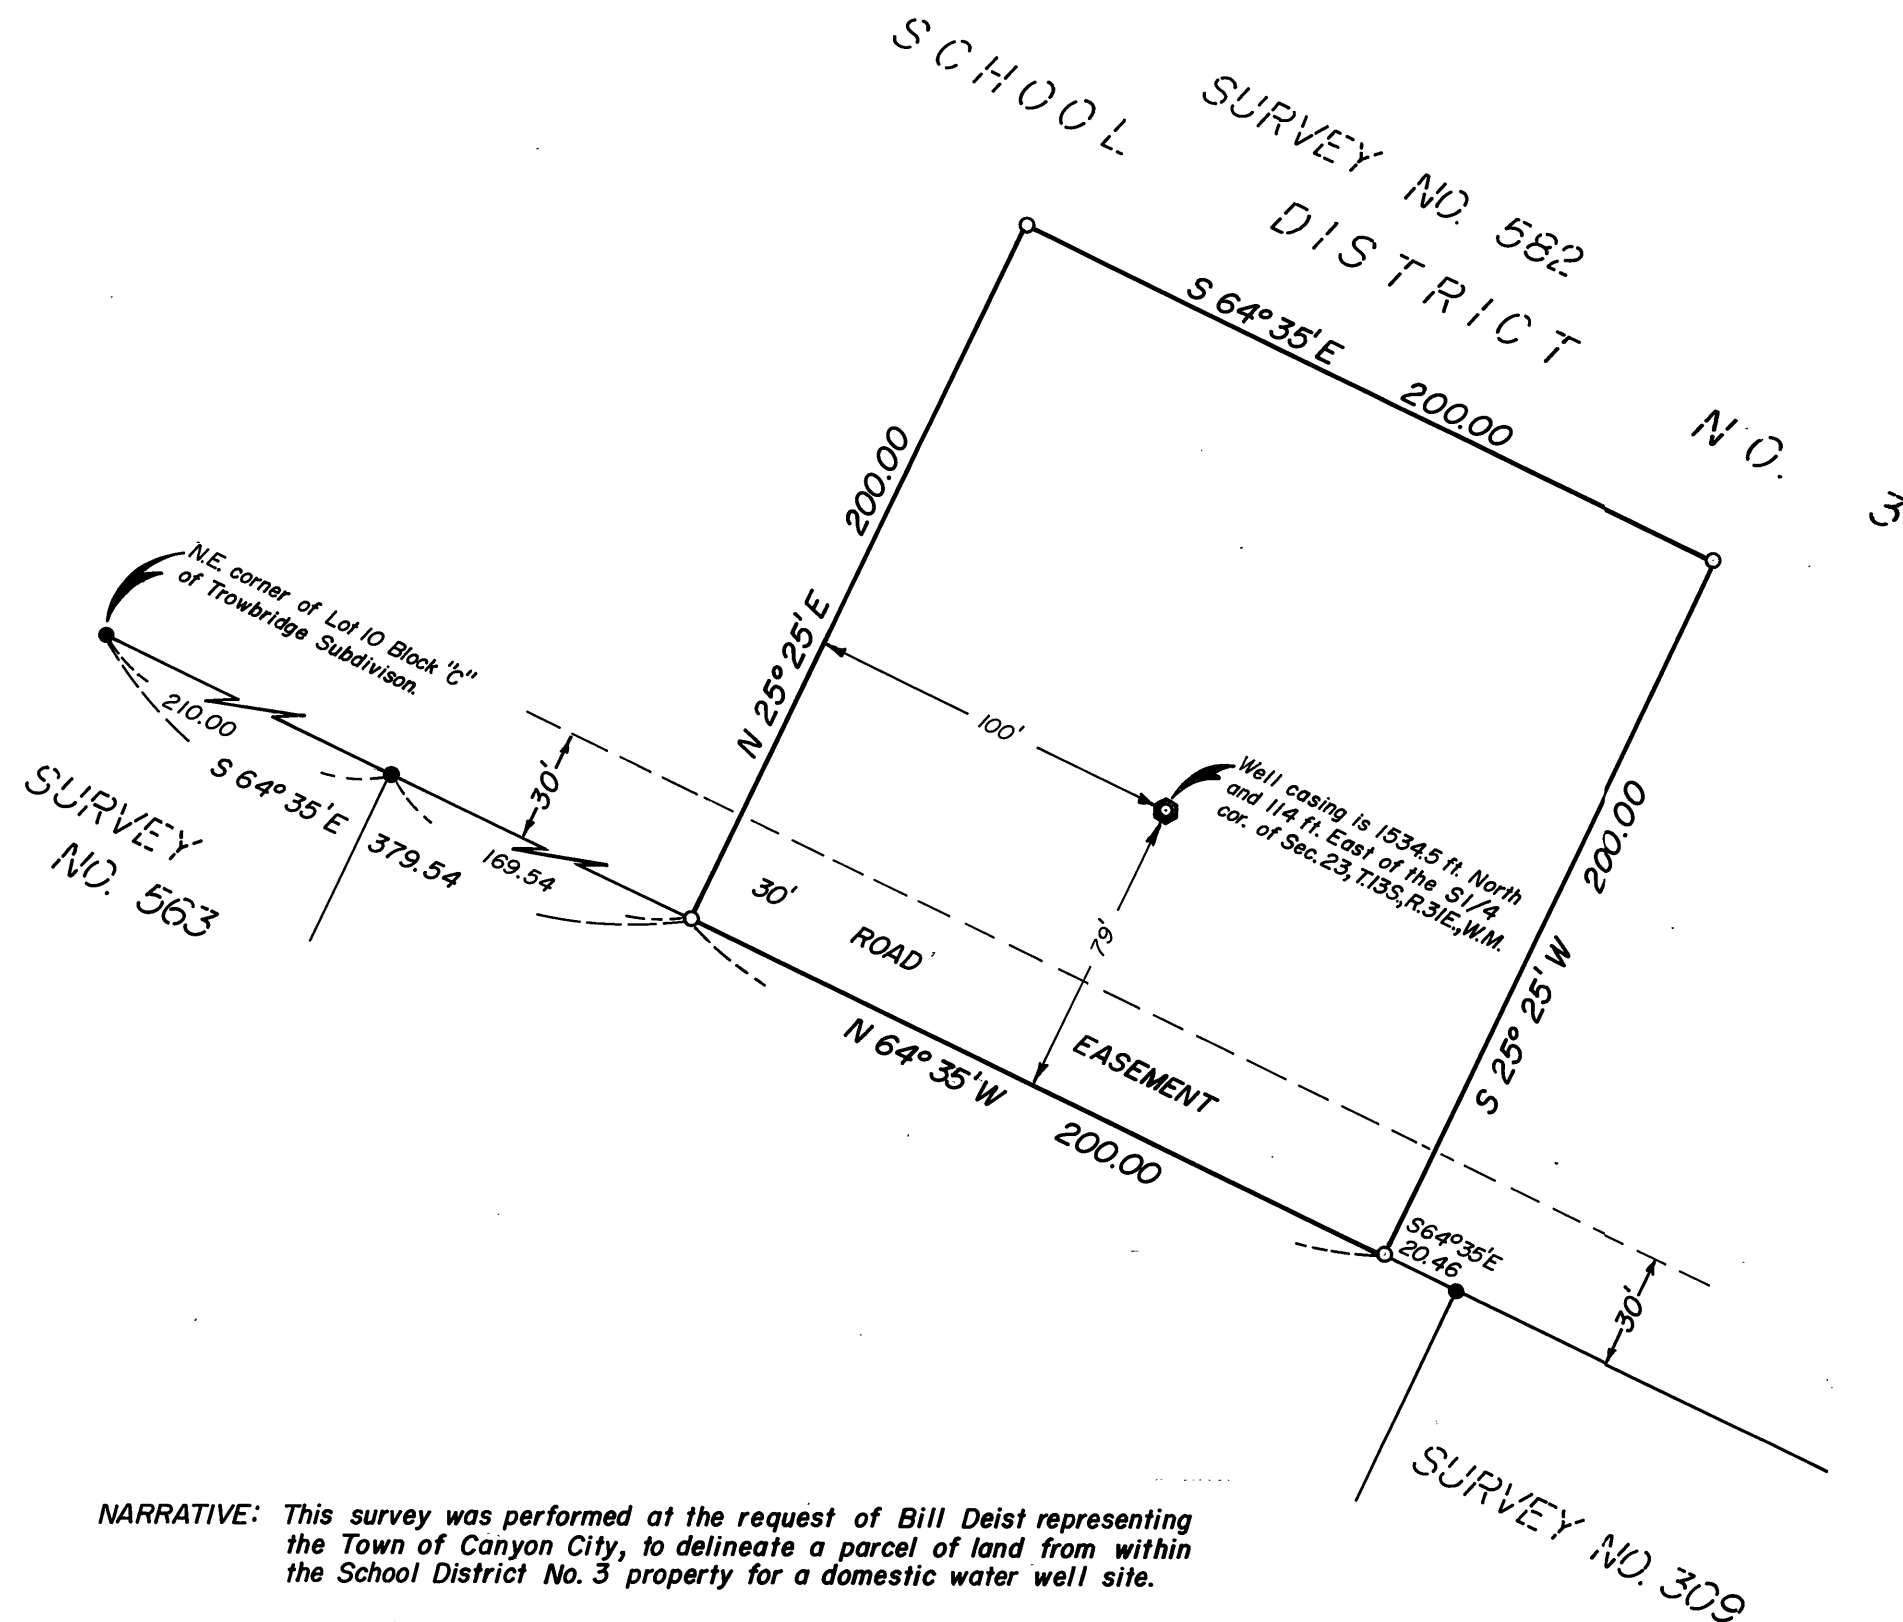 SCHOOL
DISTRICT
NO. 3
SURVEY NO. 582
S 64° 35' E 200.00
N 25° 25' E 200.00
N.E. corner of Lot 10 Block "C"
of Trowbridge Subdivison.
210.00
S 64° 35' E 379.54
169.54
30'
SURVEY
NO. 563
100'
Well casing is 1534.5 ft. North
and 114 ft. East of the S1/4
cor. of Sec. 23, T.13S., R.31E., W.M.
79'
S 25° 25' W 200.00
30'
ROAD
EASEMENT
N 64° 35' W 200.00
S 64° 35' E
20.46
30'
SURVEY NO. 309
NARRATIVE: This survey was performed at the request of Bill Deist representing
the Town of Canyon City, to delineate a parcel of land from within
the School District No. 3 property for a domestic water well site.